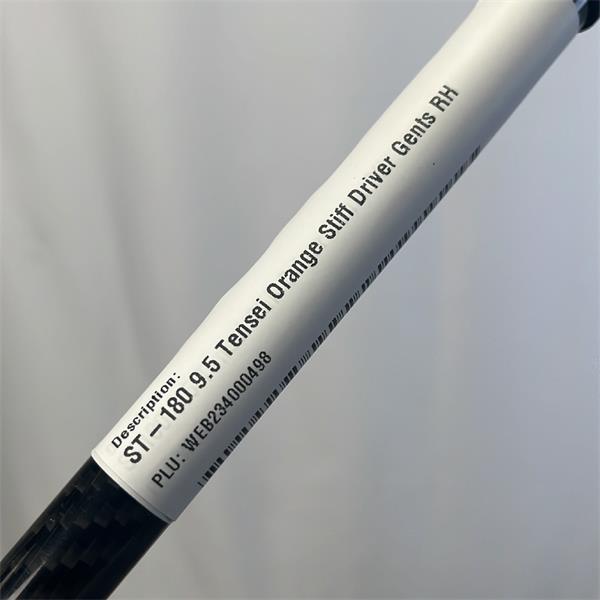 Description:
ST-180 9.5 Tensei Orange Stiff Driver Gents RH
PLU: WEB234000498